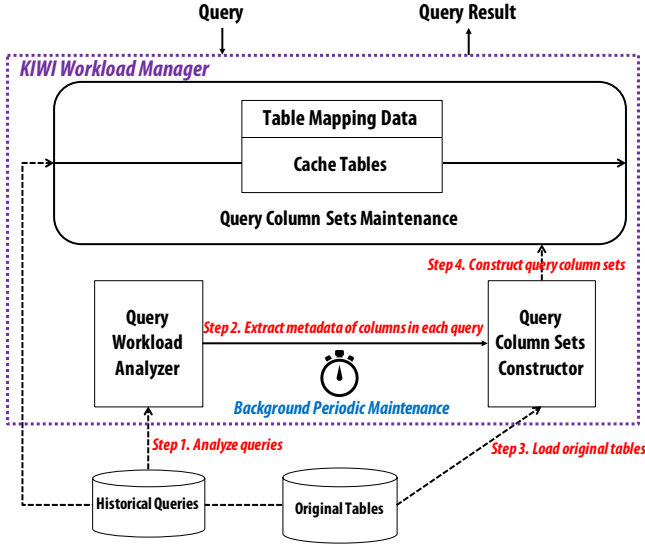 Query
Query Result
KIWI Workload Manager
Table Mapping Data
Cache Tables
Query Column Sets Maintenance
Step 4. Construct query column sets
Query
Workload
Analyzer
Step 2. Extract metadata of columns in each query
Query
Column Sets
Constructor
Background Periodic Maintenance
Step 1. Analyze queries
Step 3. Load original tables
Historical Queries
Original Tables